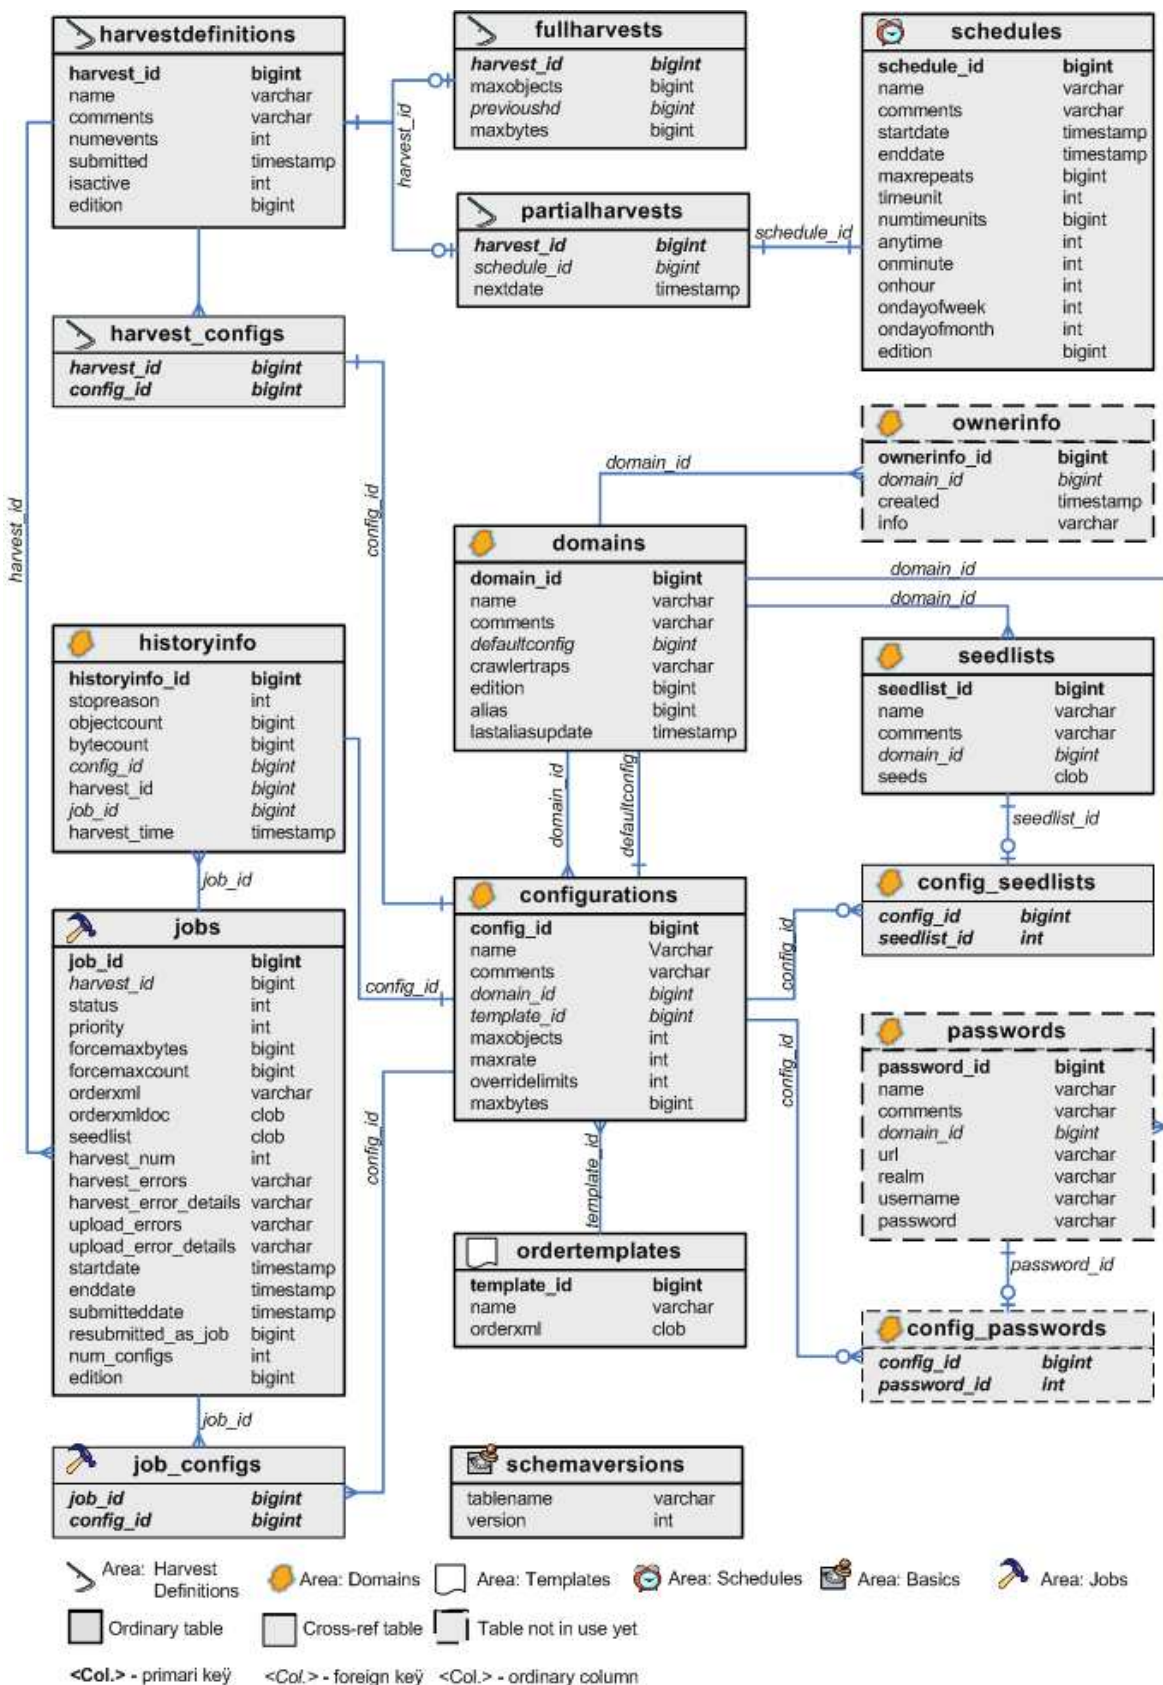 harvestdefinitions
harvest_id bigint
name varchar
comments varchar
numevents int
submitted timestamp
isactive int
edition bigint
fullharvests
harvest_id bigint
maxobjects bigint
previoushd bigint
maxbytes bigint
schedules
schedule_id bigint
name varchar
comments varchar
startdate timestamp
enddate timestamp
maxrepeats bigint
timeunit int
numtimeunits bigint
anytime int
onminute int
onhour int
ondayofweek int
ondayofmonth int
edition bigint
harvest_id
partialharvests
harvest_id bigint
schedule_id bigint
nextdate timestamp
schedule_id
harvest_configs
harvest_id bigint
config_id bigint
ownerinfo
ownerinfo_id bigint
domain_id bigint
created timestamp
info varchar
domain_id
config_id
harvest_id
domains
domain_id bigint
name varchar
comments varchar
defaultconfig bigint
crawlertraps varchar
edition bigint
alias bigint
lastaliasupdate timestamp
domain_id
domain_id
historyinfo
historyinfo_id bigint
stopreason int
objectcount bigint
bytecount bigint
config_id bigint
harvest_id bigint
job_id bigint
harvest_time timestamp
seedlists
seedlist_id bigint
name varchar
comments varchar
domain_id bigint
seeds clob
domain_id
defaultconfig
seedlist_id
job_id
configurations
config_id bigint
name Varchar
comments varchar
domain_id bigint
template_id bigint
maxobjects int
maxrate int
overridelimits int
maxbytes bigint
config_seedlists
config_id bigint
seedlist_id int
jobs
job_id bigint
harvest_id bigint
status int
priority int
forcemaxbytes bigint
forcemaxcount bigint
orderxml varchar
orderxmldoc clob
seedlist clob
harvest_num int
harvest_errors varchar
harvest_error_details varchar
upload_errors varchar
upload_error_details varchar
startdate timestamp
enddate timestamp
submitteddate timestamp
resubmitted_as_job bigint
num_configs int
edition bigint
config_id
config_id
config_id
config_id
passwords
password_id bigint
name varchar
comments varchar
domain_id bigint
url varchar
realm varchar
username varchar
password varchar
template_id
ordertemplates
template_id bigint
name varchar
orderxml clob
password_id
config_passwords
config_id bigint
password_id int
job_id
job_configs
job_id bigint
config_id bigint
schemaversions
tablename varchar
version int
Area: Harvest
Definitions
Area: Domains
Area: Templates
Area: Schedules
Area: Basics
Area: Jobs
Ordinary table
Cross-ref table
Table not in use yet
<Col.> - primari keÿ <Col.> - foreign keÿ <Col.> - ordinary column